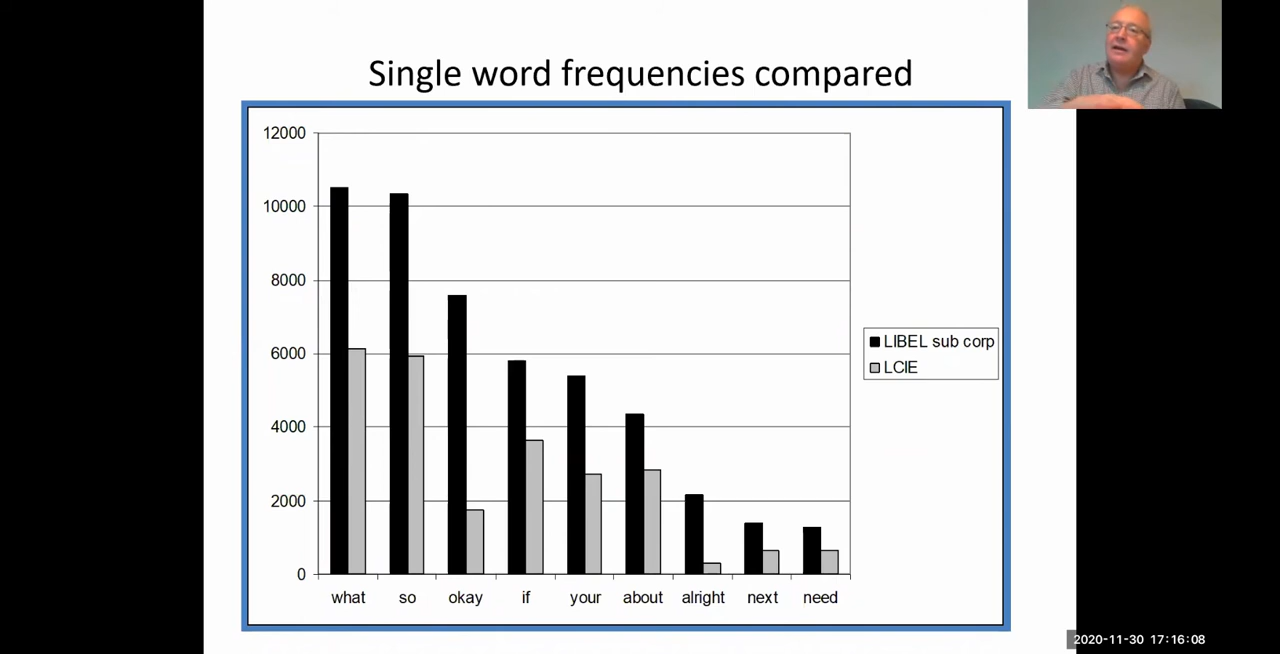 Single word frequencies compared
12000
10000
8000
6000
4000
2000
0
what so okay if your about alright next need
LIBEL sub corp
LCIE
2020-11-30 17:16:08